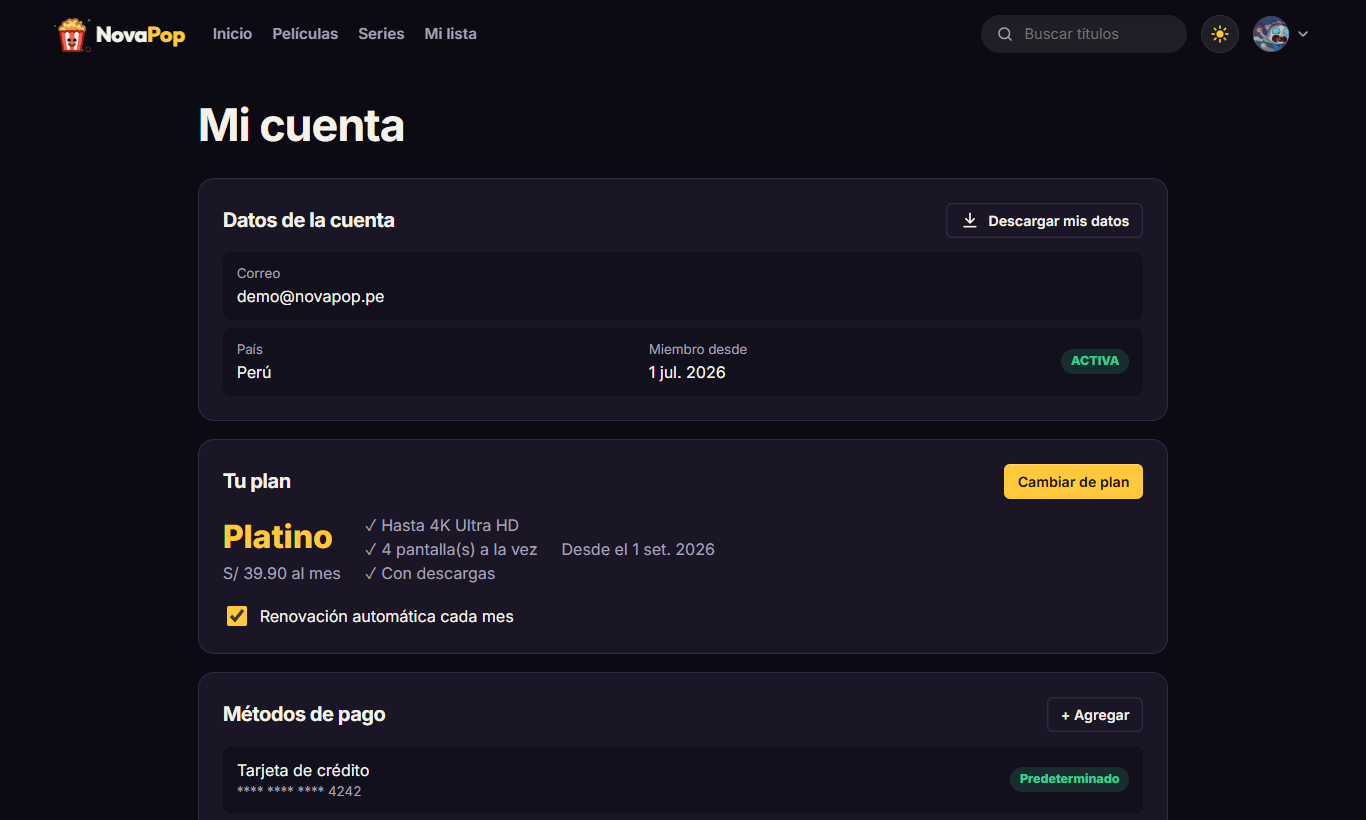 NovaPop
Inicio
Películas
Series
Mi lista
Buscar títulos
Mi cuenta
Datos de la cuenta
Descargar mis datos
Correo
demo@novapop.pe
País
Perú
Miembro desde
1 jul. 2026
ACTIVA
Tu plan
Cambiar de plan
Platino
S/ 39.90 al mes
✓ Hasta 4K Ultra HD
✓ 4 pantalla(s) a la vez
✓ Con descargas
Desde el 1 set. 2026
Renovación automática cada mes
Métodos de pago
+ Agregar
Tarjeta de crédito
**** **** **** 4242
Predeterminado